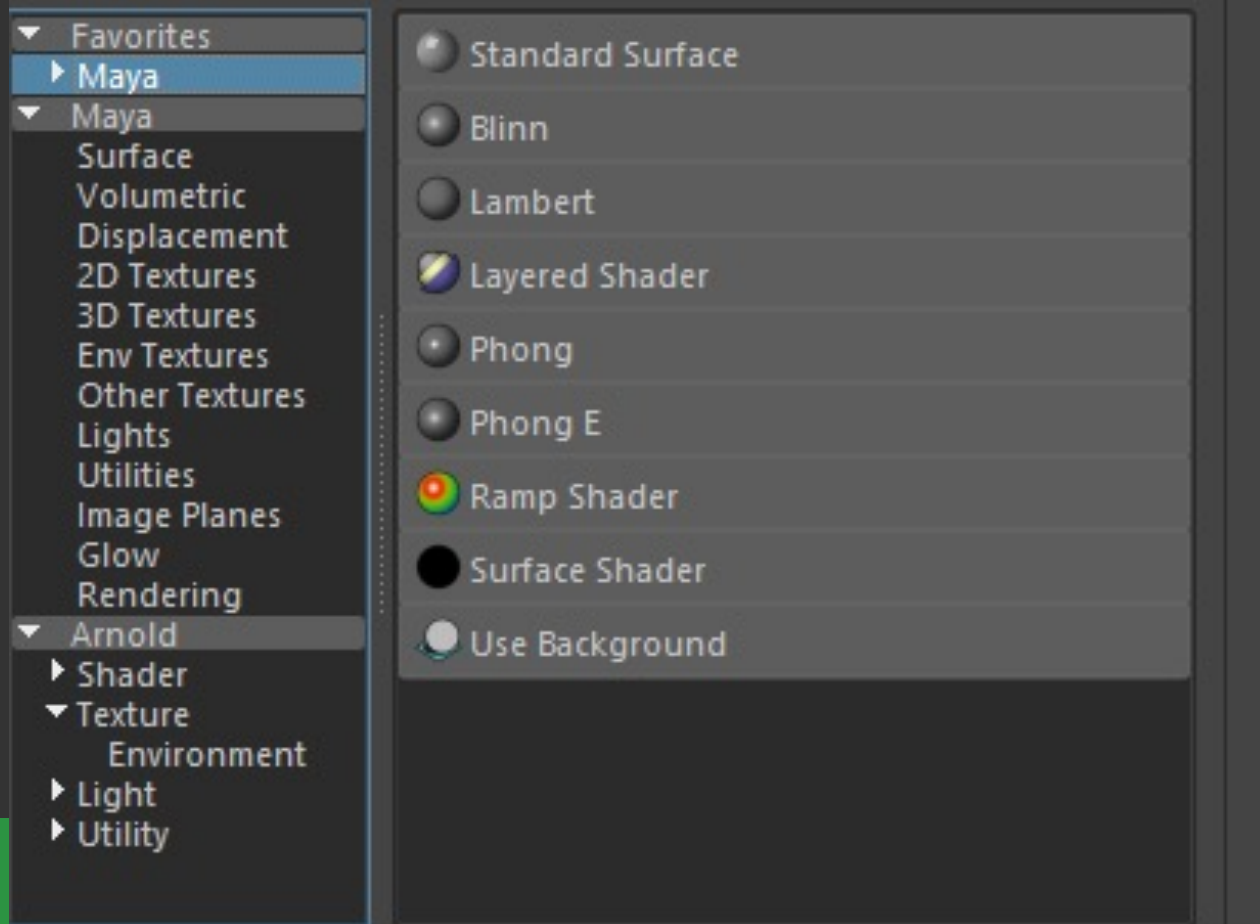 Favorites
Maya
Maya
Surface
Volumetric
Displacement
2D Textures
3D Textures
Env Textures
Other Textures
Lights
Utilities
Image Planes
Glow
Rendering
Arnold
Shader
Texture
Environment
Light
Utility
Standard Surface
Blinn
Lambert
Layered Shader
Phong
Phong E
Ramp Shader
Surface Shader
Use Background